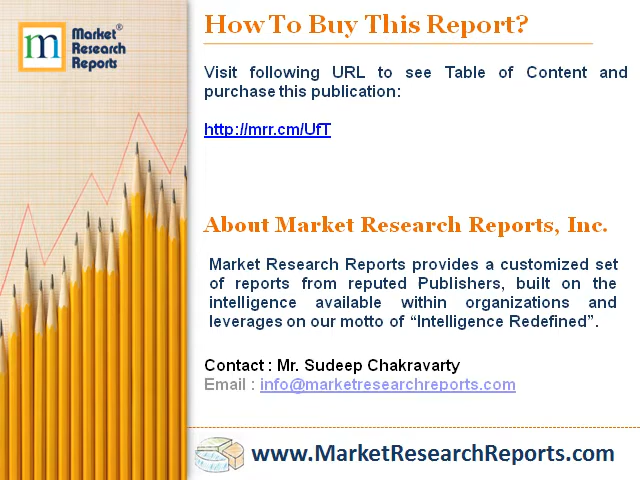 m
Market®
Research
Reports
How To Buy This Report?
Visit following URL to see Table of Content and
purchase this publication:
http://mrr.cm/UfT
About Market Research Reports, Inc.
Market Research Reports provides a customized set
of reports from reputed Publishers, built on the
intelligence available within organizations and
leverages on our motto of “Intelligence Redefined”.
Contact : Mr. Sudeep Chakravarty
Email : info@marketresearchreports.com
www.MarketResearchReports.com